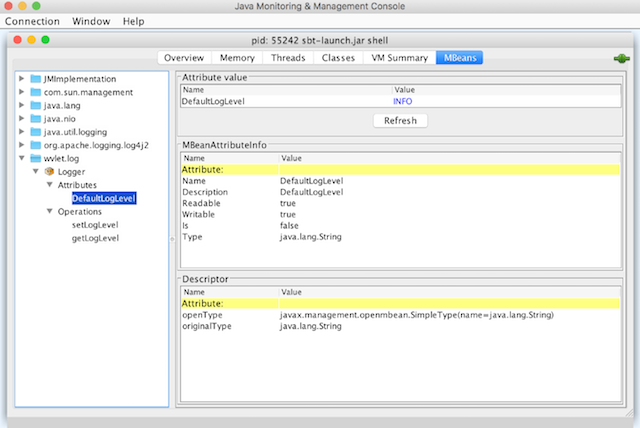 Java Monitoring & Management Console
Connection Window Help
pid: 55242 sbt-launch.jar shell
Overview Memory Threads Classes VM Summary MBeans
JMImplementation
com.sun.management
java.lang
java.nio
java.util.logging
org.apache.logging.log4j2
wvlet.log
Logger
Attributes
DefaultLogLevel
Operations
setLogLevel
getLogLevel
Attribute value
Name Value
DefaultLogLevel INFO
Refresh
MBeanAttributeInfo
Name Value
Attribute:
Name DefaultLogLevel
Description DefaultLogLevel
Readable true
Writable true
Is false
Type java.lang.String
Descriptor
Name Value
Attribute:
openType javax.management.openmbean.SimpleType(name=java.lang.String)
originalType java.lang.String